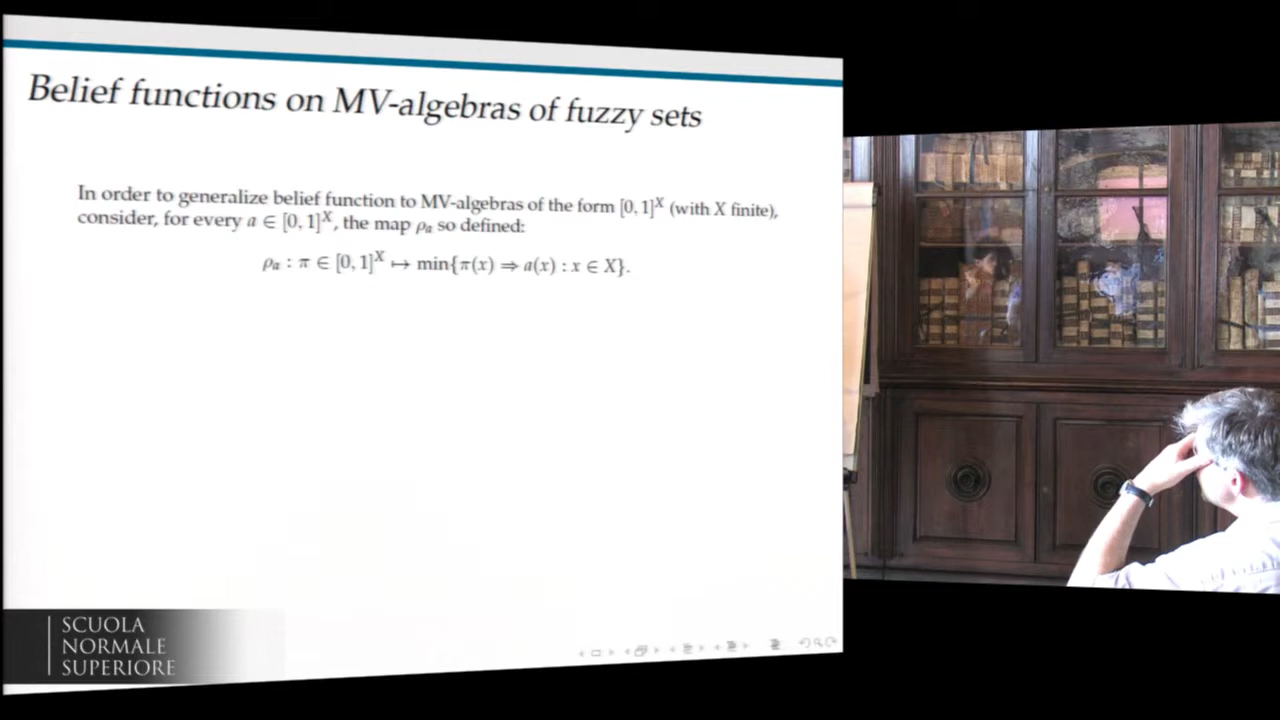 Belief functions on MV-algebras of fuzzy sets
In order to generalize belief function to MV-algebras of the form [0, 1]^X (with X finite),
consider, for every a ∈ [0, 1]^X, the map ρ_a so defined:
ρ_a : π ∈ [0, 1]^X ↦ min{π(x) ⇒ a(x) : x ∈ X}.
SCUOLA
NORMALE
SUPERIORE